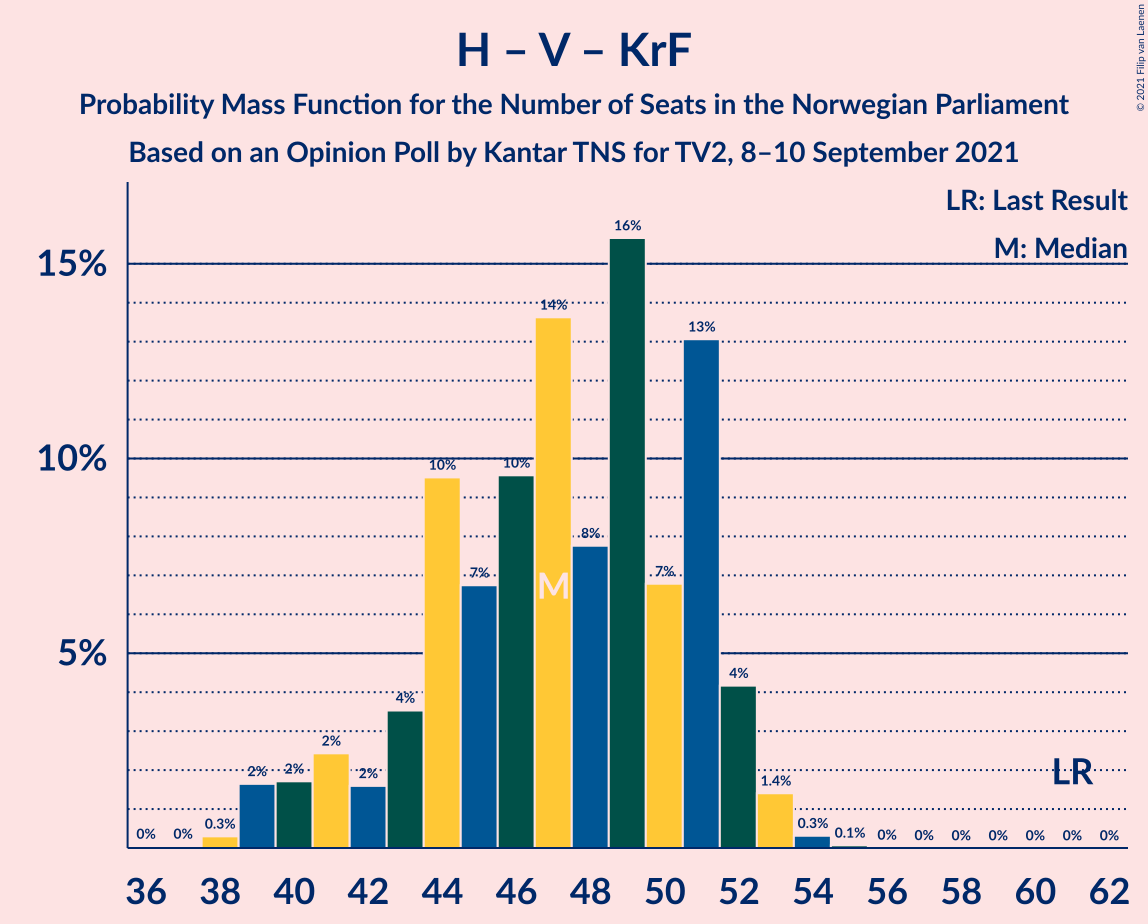 H – V – KrF
Probability Mass Function for the Number of Seats in the Norwegian Parliament
Based on an Opinion Poll by Kantar TNS for TV2, 8–10 September 2021
© 2021 Filip van Laenen
LR: Last Result
M: Median
15%
10%
5%
0% 0% 0.3% 2% 2% 2% 2% 4% 10% 7% 10% 14% 8% 16% 7% 13% 4% 1.4% 0.3% 0.1% 0% 0% 0% 0% 0% 0% 0%
M
LR
36 38 40 42 44 46 48 50 52 54 56 58 60 62